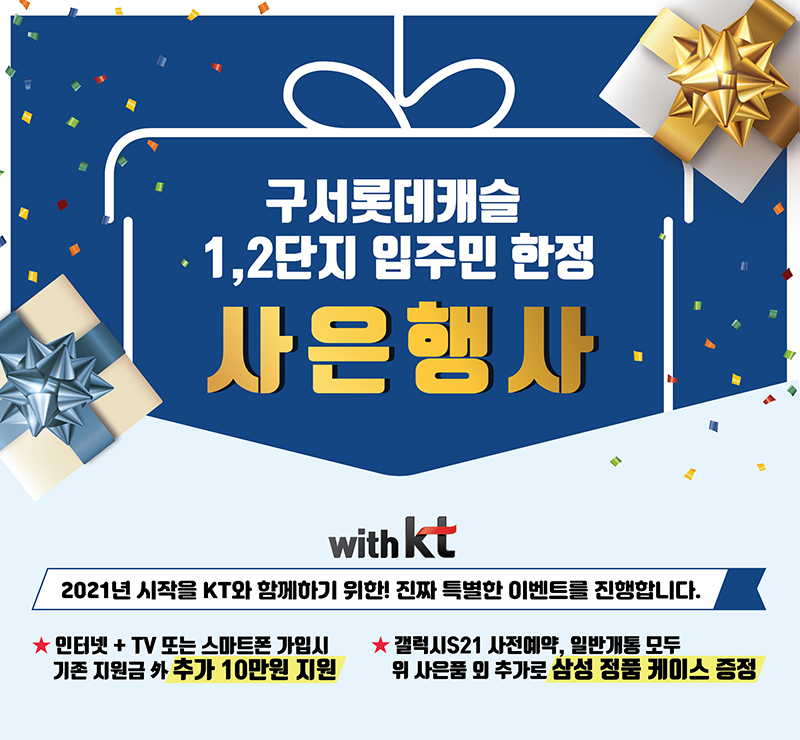 구서롯데캐슬
1,2단지 입주민 한정
사은행사
with kt
2021년 시작을 KT와 함께하기 위한! 진짜 특별한 이벤트를 진행합니다.
★ 인터넷 + TV 또는 스마트폰 가입시
기존 지원금 外 추가 10만원 지원
★ 갤럭시S21 사전예약, 일반개통 모두
위 사은품 외 추가로 삼성 정품 케이스 증정